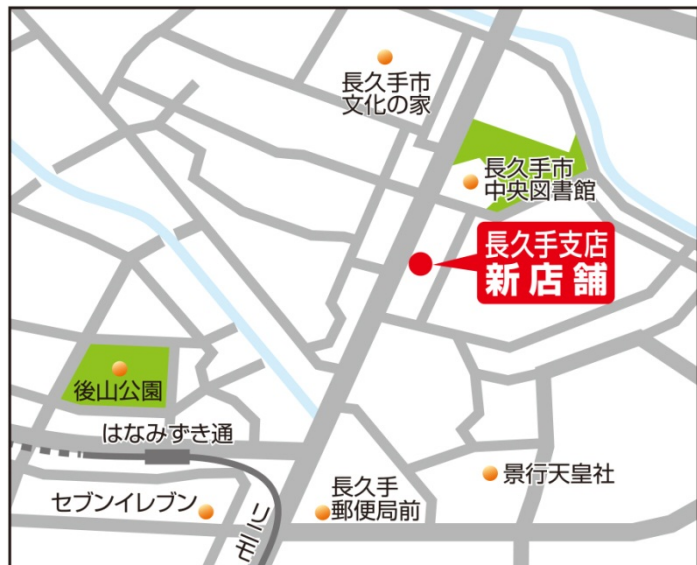 長久手市
文化の家
長久手市
中央図書館
長久手支店
新店舗
後山公園
はなみずき通
セブンイレブン
リニモ
長久手
郵便局前
景行天皇社